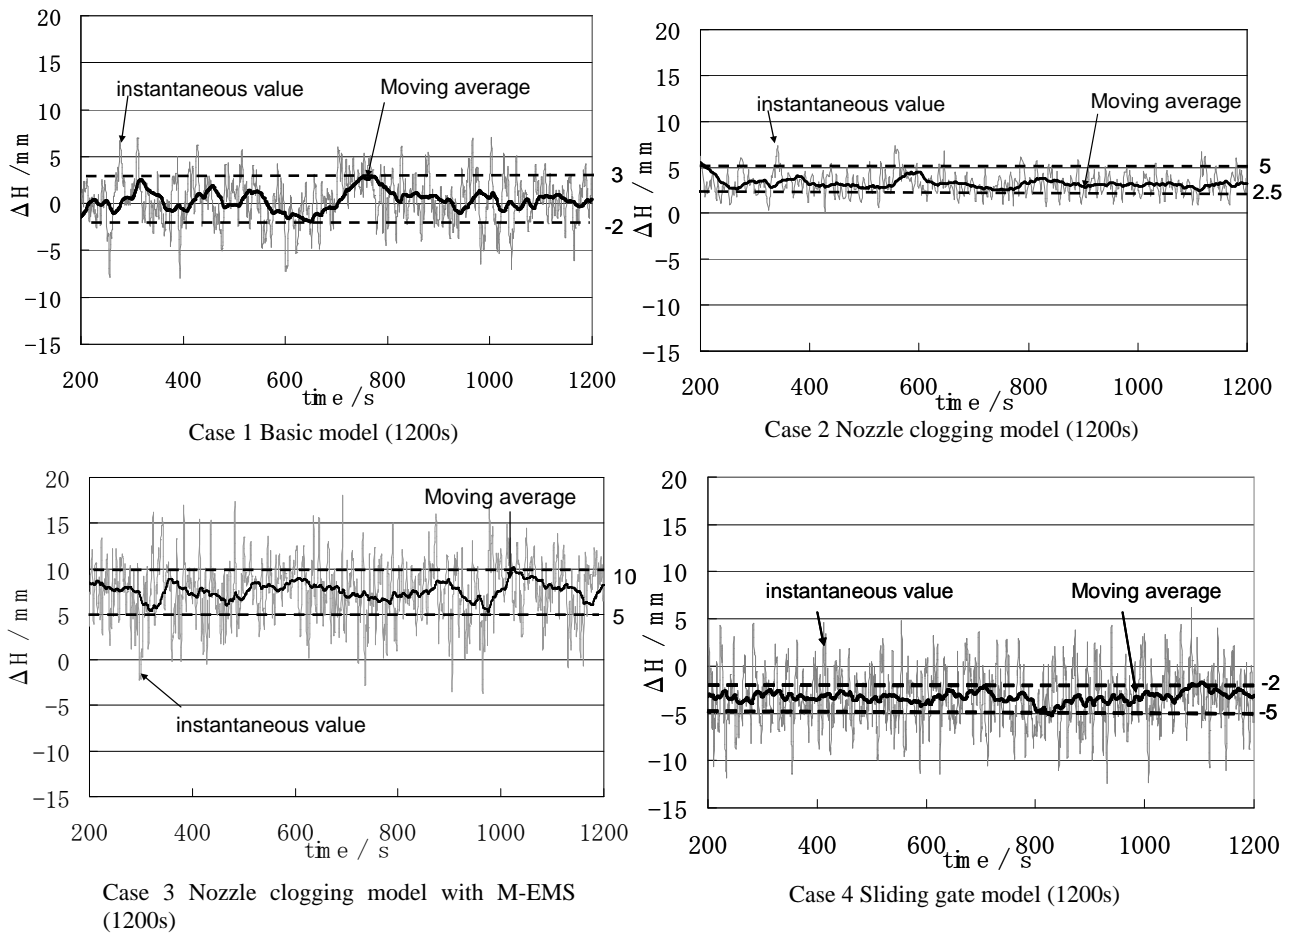 20
15
10
5
0
−5
−10
−15
ΔH /mm
instantaneous value
Moving average
3
-2
200 400 600 800 1000 1200
time /s
Case 1 Basic model (1200s)
20
15
10
5
0
−5
−10
−15
ΔH /mm
instantaneous value
Moving average
5
2.5
200 400 600 800 1000 1200
time /s
Case 2 Nozzle clogging model (1200s)
20
15
10
5
0
−5
−10
−15
ΔH /mm
Moving average
instantaneous value
10
5
200 400 600 800 1000 1200
time / s
Case 3 Nozzle clogging model with M-EMS
(1200s)
20
15
10
5
0
−5
−10
−15
ΔH /mm
instantaneous value
Moving average
-2
-5
200 400 600 800 1000 1200
time / s
Case 4 Sliding gate model (1200s)